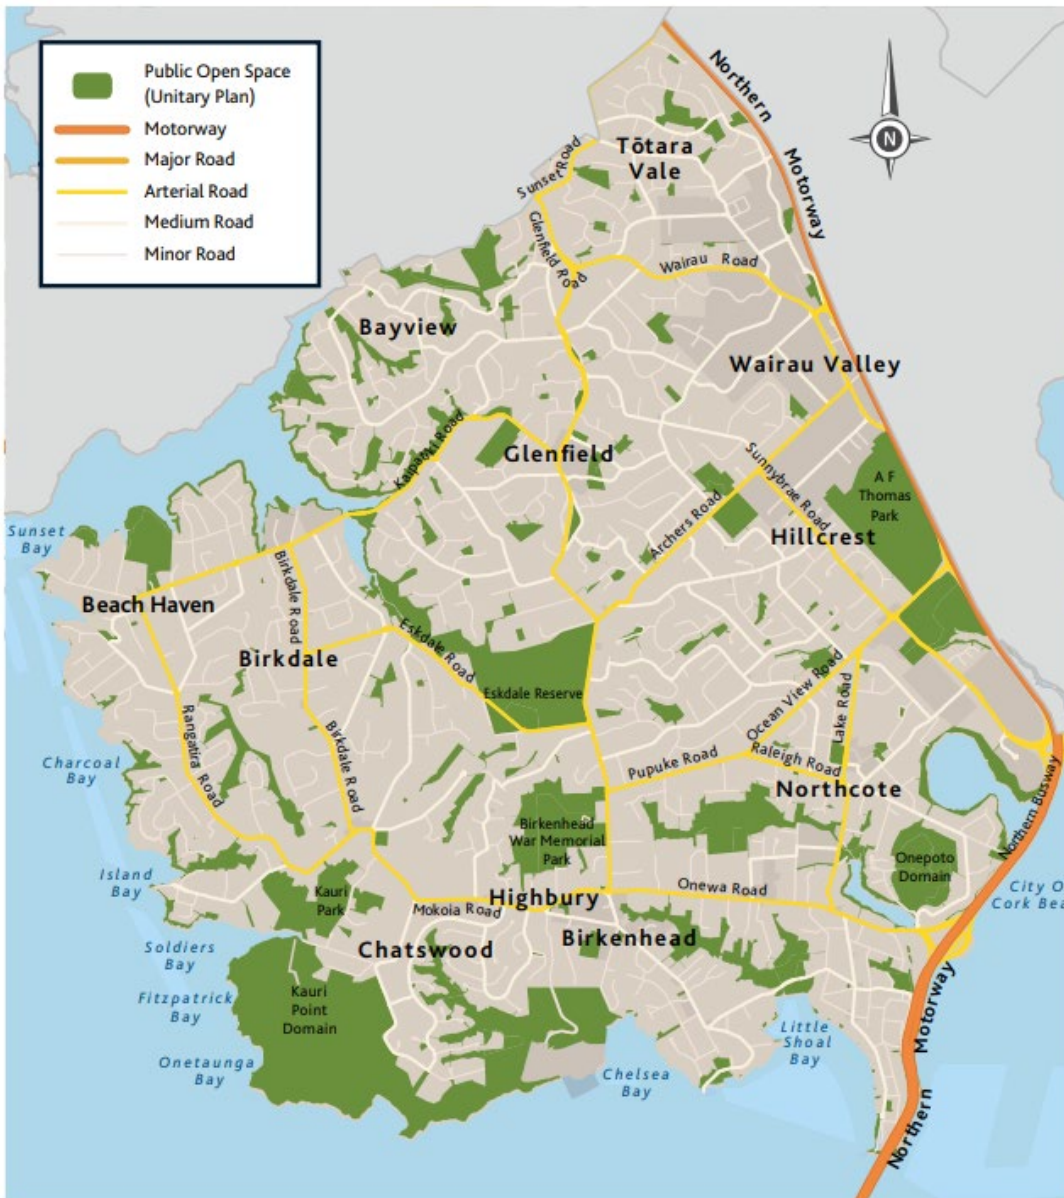 Public Open Space
(Unitary Plan)
Motorway
Major Road
Arterial Road
Medium Road
Minor Road
N
Northern
Motorway
Tōtara
Vale
Sunset Road
Glenfield Road
Wairau Road
Bayview
Wairau Valley
Kaipatiki Road
Glenfield
Sunnybrae Road
A F
Thomas
Park
Archers Road
Hillcrest
Sunset
Bay
Beach Haven
Birkdale Road
Birkdale
Eskdale Road
Eskdale Reserve
Ocean View Road
Lake Road
Rangatira Road
Birkdale Road
Charcoal
Bay
Pupuke Road
Raleigh Road
Northcote
Northern Busway
Birkenhead
War Memorial
Park
Onepoto
Domain
Island
Bay
Kauri
Park
Mokoia Road
Highbury
Onewa Road
City O
Cork Bea
Soldiers
Bay
Chatswood
Birkenhead
Fitzpatrick
Bay
Kauri
Point
Domain
Onetaunga
Bay
Chelsea
Bay
Little
Shoal
Bay
Motorway
Northern